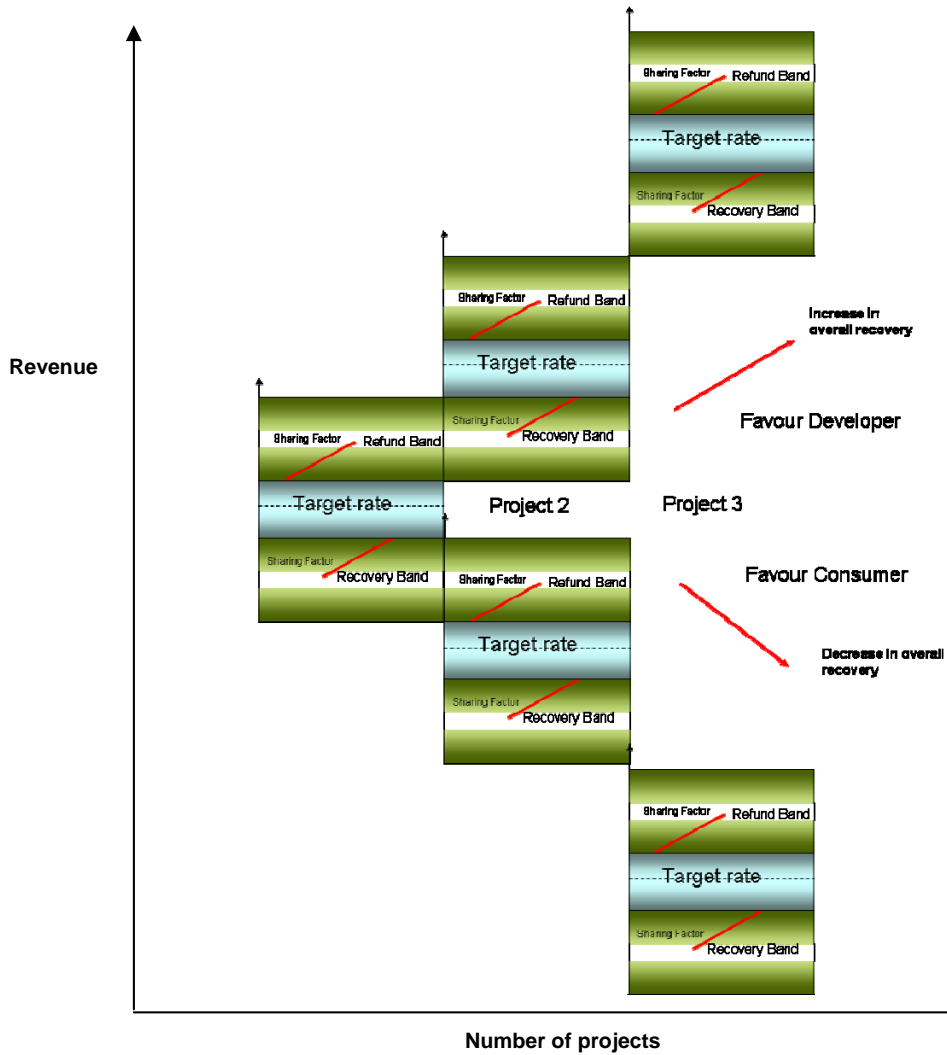 Sharing Factor Refund Band
Target rate
Sharing Factor
Recovery Band
Sharing Factor Refund Band
Increase in
overall recovery
Revenue
Target rate
Sharing Factor
Recovery Band
Favour Developer
Sharing Factor Refund Band
Target rate
Project 2 Project 3
Sharing Factor
Recovery Band
Favour Consumer
Sharing Factor Refund Band
Target rate
Decrease in overall
recovery
Sharing Factor
Recovery Band
Sharing Factor Refund Band
Target rate
Sharing Factor
Recovery Band
Number of projects